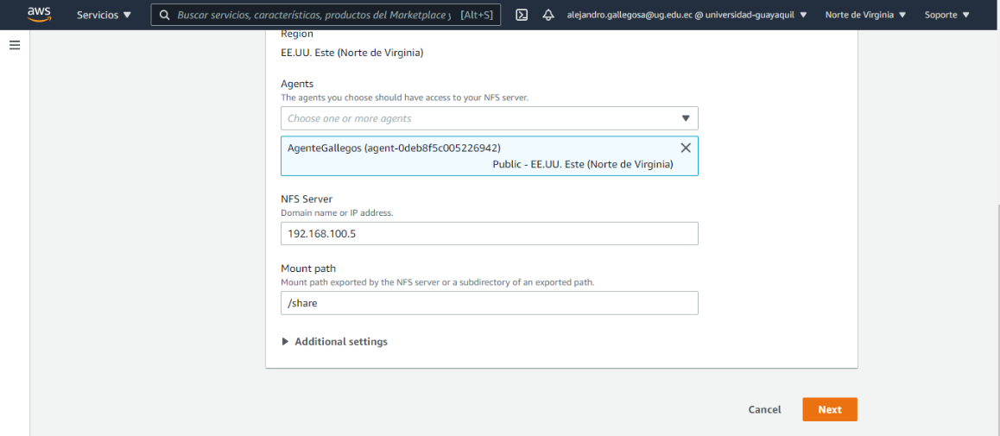 aws
Servicios ▼
Buscar servicios, características, productos del Marketplace y [Alt+S]
alejandro.gallegosa@ug.edu.ec @ universidad-guayaquil ▼
Norte de Virginia ▼
Soporte ▼
Region
EE.UU. Este (Norte de Virginia)
Agents
The agents you choose should have access to your NFS server.
Choose one or more agents
AgenteGallegos (agent-0deb8f5c005226942)
Public - EE.UU. Este (Norte de Virginia)
NFS Server
Domain name or IP address.
192.168.100.5
Mount path
Mount path exported by the NFS server or a subdirectory of an exported path.
/share
Additional settings
Cancel
Next